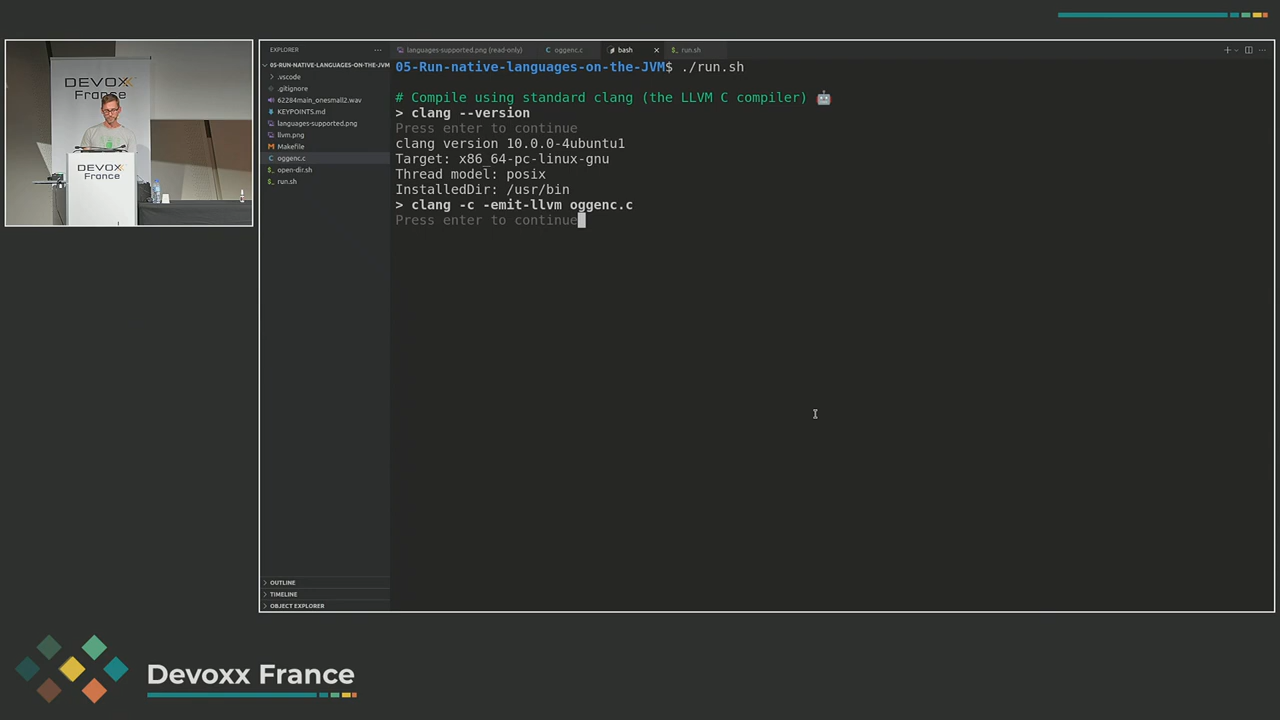 DEVOXX
France
DEVOXX
France
EXPLORER
05-RUN-NATIVE-LANGUAGES-ON-THE-JVM
.vscode
.gitignore
62284main_onesmall2.wav
KEYPOINTS.md
languages-supported.png
llvm.png
Makefile
C oggenc.c
open-dir.sh
$ run.sh
OUTLINE
TIMELINE
OBJECT EXPLORER
languages-supported.png (read-only) C oggenc.c bash $ run.sh
05-Run-native-languages-on-the-JVM$ ./run.sh
# Compile using standard clang (the LLVM C compiler) 🤖
> clang --version
Press enter to continue
clang version 10.0.0-4ubuntu1
Target: x86_64-pc-linux-gnu
Thread model: posix
InstalledDir: /usr/bin
> clang -c -emit-llvm oggenc.c
Press enter to continue
Devoxx France